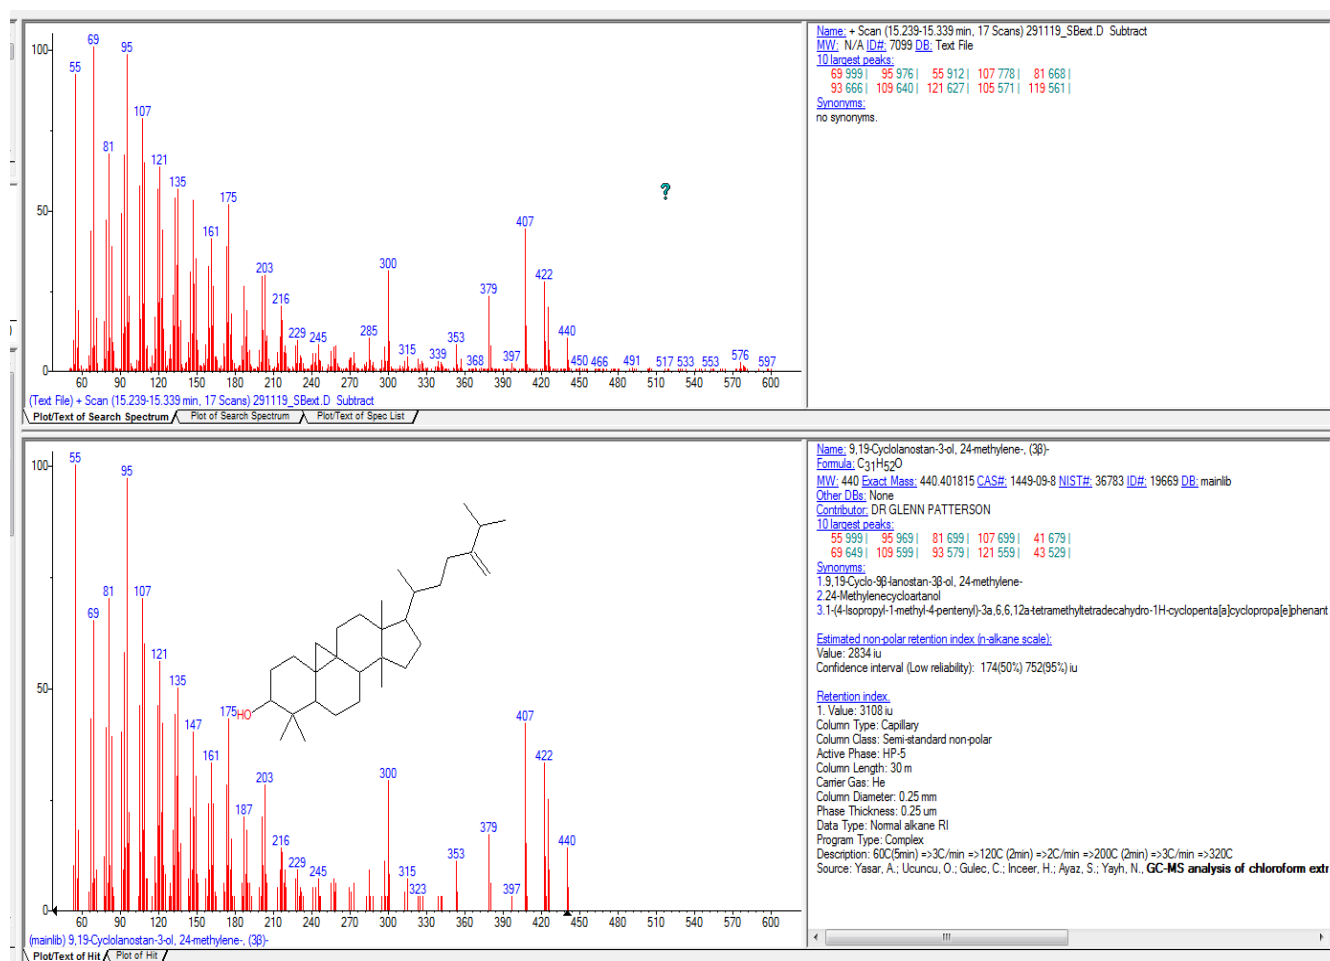 Name: + Scan (15.239-15.339 min, 17 Scans) 291119_SBext.D Subtract
MW: N/A ID#: 7099 DB: Text File
10 largest peaks:
69 999 | 95 976 | 55 912 | 107 778 | 81 668 |
93 666 | 109 640 | 121 627 | 105 571 | 119 561 |
Synonyms:
no synonyms.
100
50
0
55 69 81 95 107 121 135 161 175 203 216 229 245 285 300 315 339 353 368 379 397 407 422 440 450 466 491 517 533 553 576 597
?
60 90 120 150 180 210 240 270 300 330 360 390 420 450 480 510 540 570 600
(Text File) + Scan (15.239-15.339 min, 17 Scans) 291119_SBext.D Subtract
Plot/Text of Search Spectrum Plot of Search Spectrum Plot/Text of Spec List
Name: 9,19-Cyclolanostan-3-ol, 24-methylene-, (3β)-
Formula: C31H52O
MW: 440 Exact Mass: 440.401815 CAS#: 1449-09-8 NIST#: 36783 ID#: 19669 DB: mainlib
Other DBs: None
Contributor: DR GLENN PATTERSON
10 largest peaks:
55 999 | 95 969 | 81 699 | 107 699 | 41 679 |
69 649 | 109 599 | 93 579 | 121 559 | 43 529 |
Synonyms:
1.9,19-Cyclo-9β-lanostan-3β-ol, 24-methylene-
2.24-Methylenecycloartanol
3.1-(4-Isopropyl-1-methyl-4-pentenyl)-3a,6,6,12a-tetramethyltetradecahydro-1H-cyclopenta[a]cyclopropa[e]phenant
Estimated non-polar retention index (n-alkane scale):
Value: 2834 iu
Confidence interval (Low reliability): 174(50%) 752(95%) iu
Retention index.
1. Value: 3108 iu
Column Type: Capillary
Column Class: Semi-standard non-polar
Active Phase: HP-5
Column Length: 30 m
Carrier Gas: He
Column Diameter: 0.25 mm
Phase Thickness: 0.25 um
Data Type: Normal alkane RI
Program Type: Complex
Description: 60C(5min) =>3C/min =>120C (2min) =>2C/min =>200C (2min) =>3C/min =>320C
Source: Yasar, A.; Ucuncu, O.; Gulec, C.; Inceer, H.; Ayaz, S.; Yayh, N., GC-MS analysis of chloroform extr
100
50
0
55 69 81 95 107 121 135 147 161 175 187 203 216 229 245 300 315 323 353 379 397 407 422 440
HO
60 90 120 150 180 210 240 270 300 330 360 390 420 450 480 510 540 570 600
(mainlib) 9,19-Cyclolanostan-3-ol, 24-methylene-, (3β)-
Plot/Text of Hit Plot of Hit